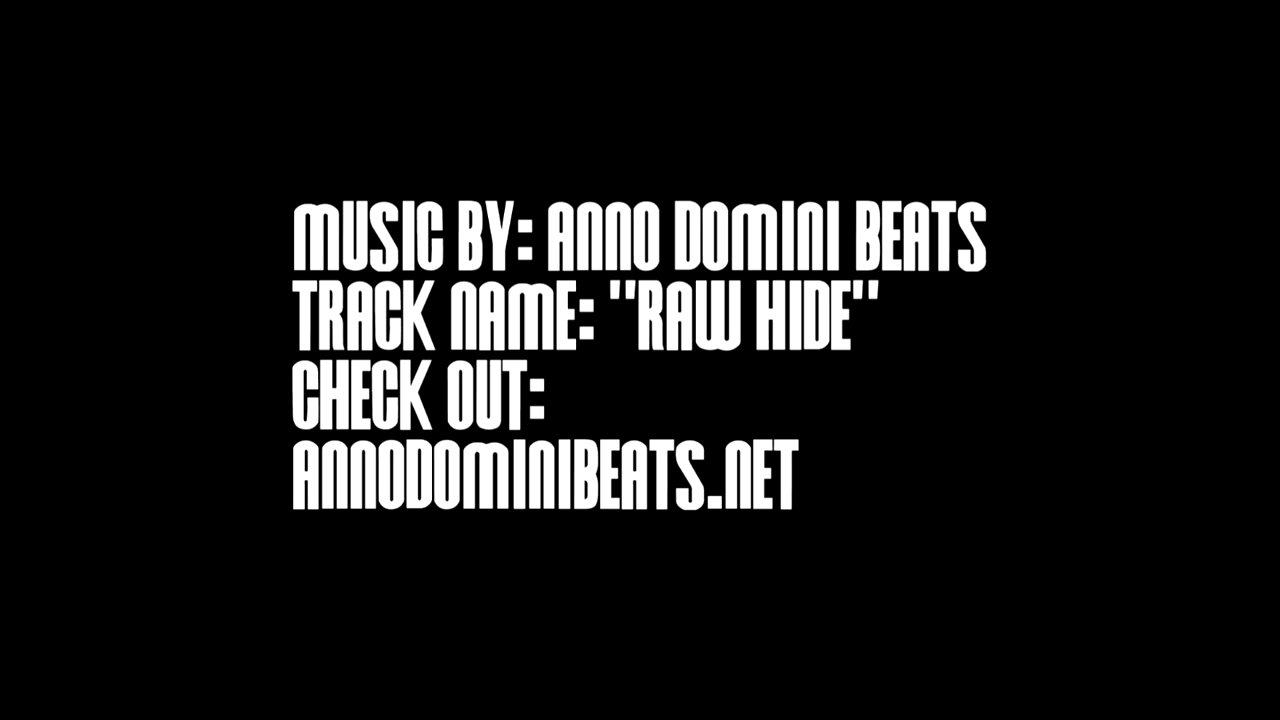 MUSIC BY: ANNO DOMINI BEATS
TRACK NAME: "RAW HIDE"
CHECK OUT:
ANNODOMINIBEATS.NET